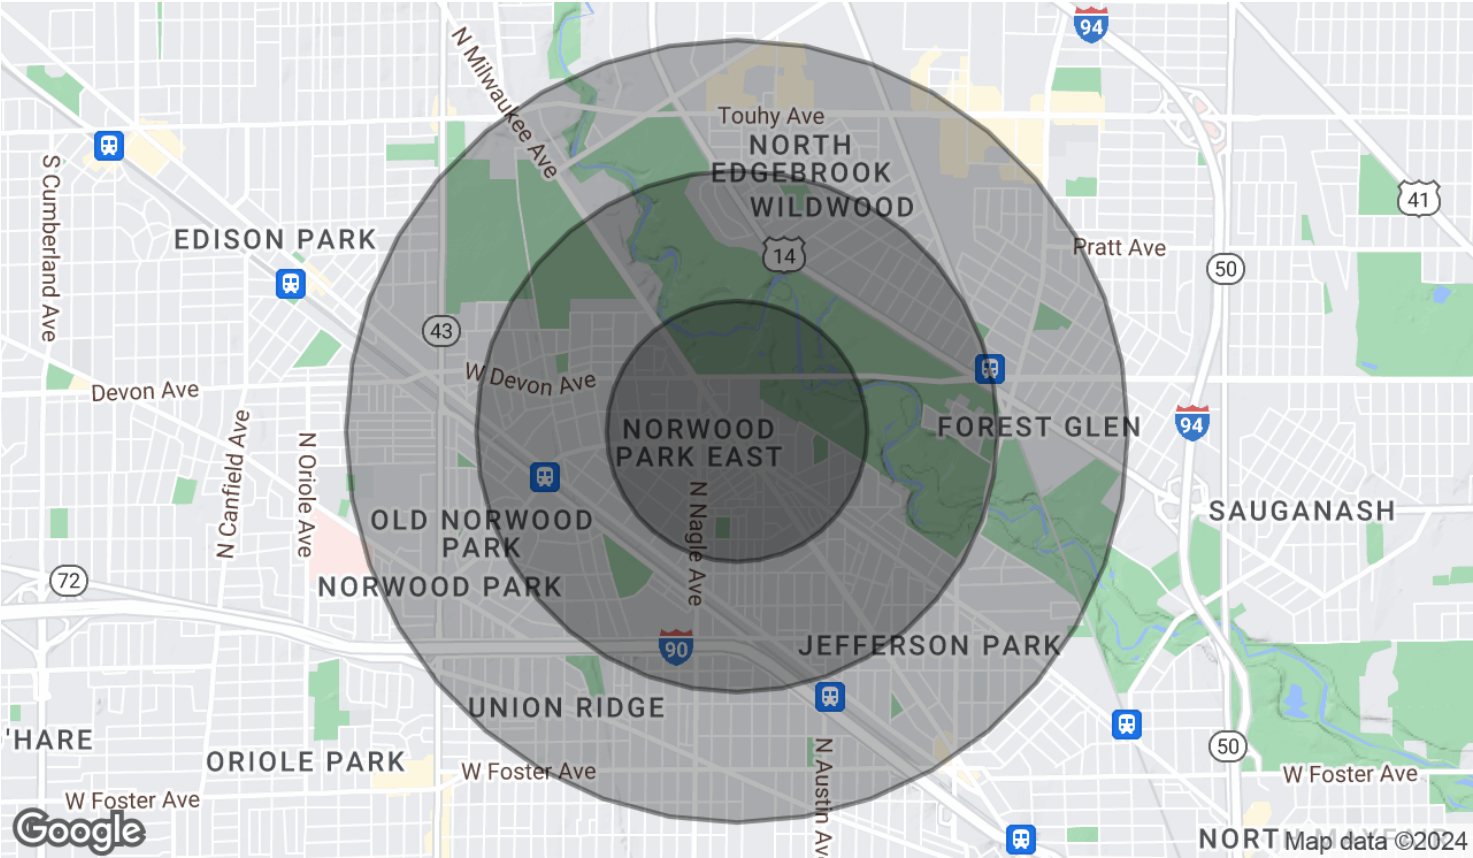 94
N Milwaukee Ave
Touhy Ave
NORTH
EDGEBROOK
S Cumberland Ave
41
WILDWOOD
EDISON PARK
Pratt Ave
14
50
43
W Devon Ave
Devon Ave
94
NORWOOD
PARK EAST
FOREST GLEN
N Canfield Ave
N Oriole Ave
N Nagle Ave
SAUGANASH
OLD NORWOOD
PARK
72
NORWOOD PARK
90
JEFFERSON PARK
UNION RIDGE
'HARE
50
ORIOLE PARK
W Foster Ave
W Foster Ave
W Foster Ave
N Austin Av
Google
NORTH MAYFAIR
Map data ©2024